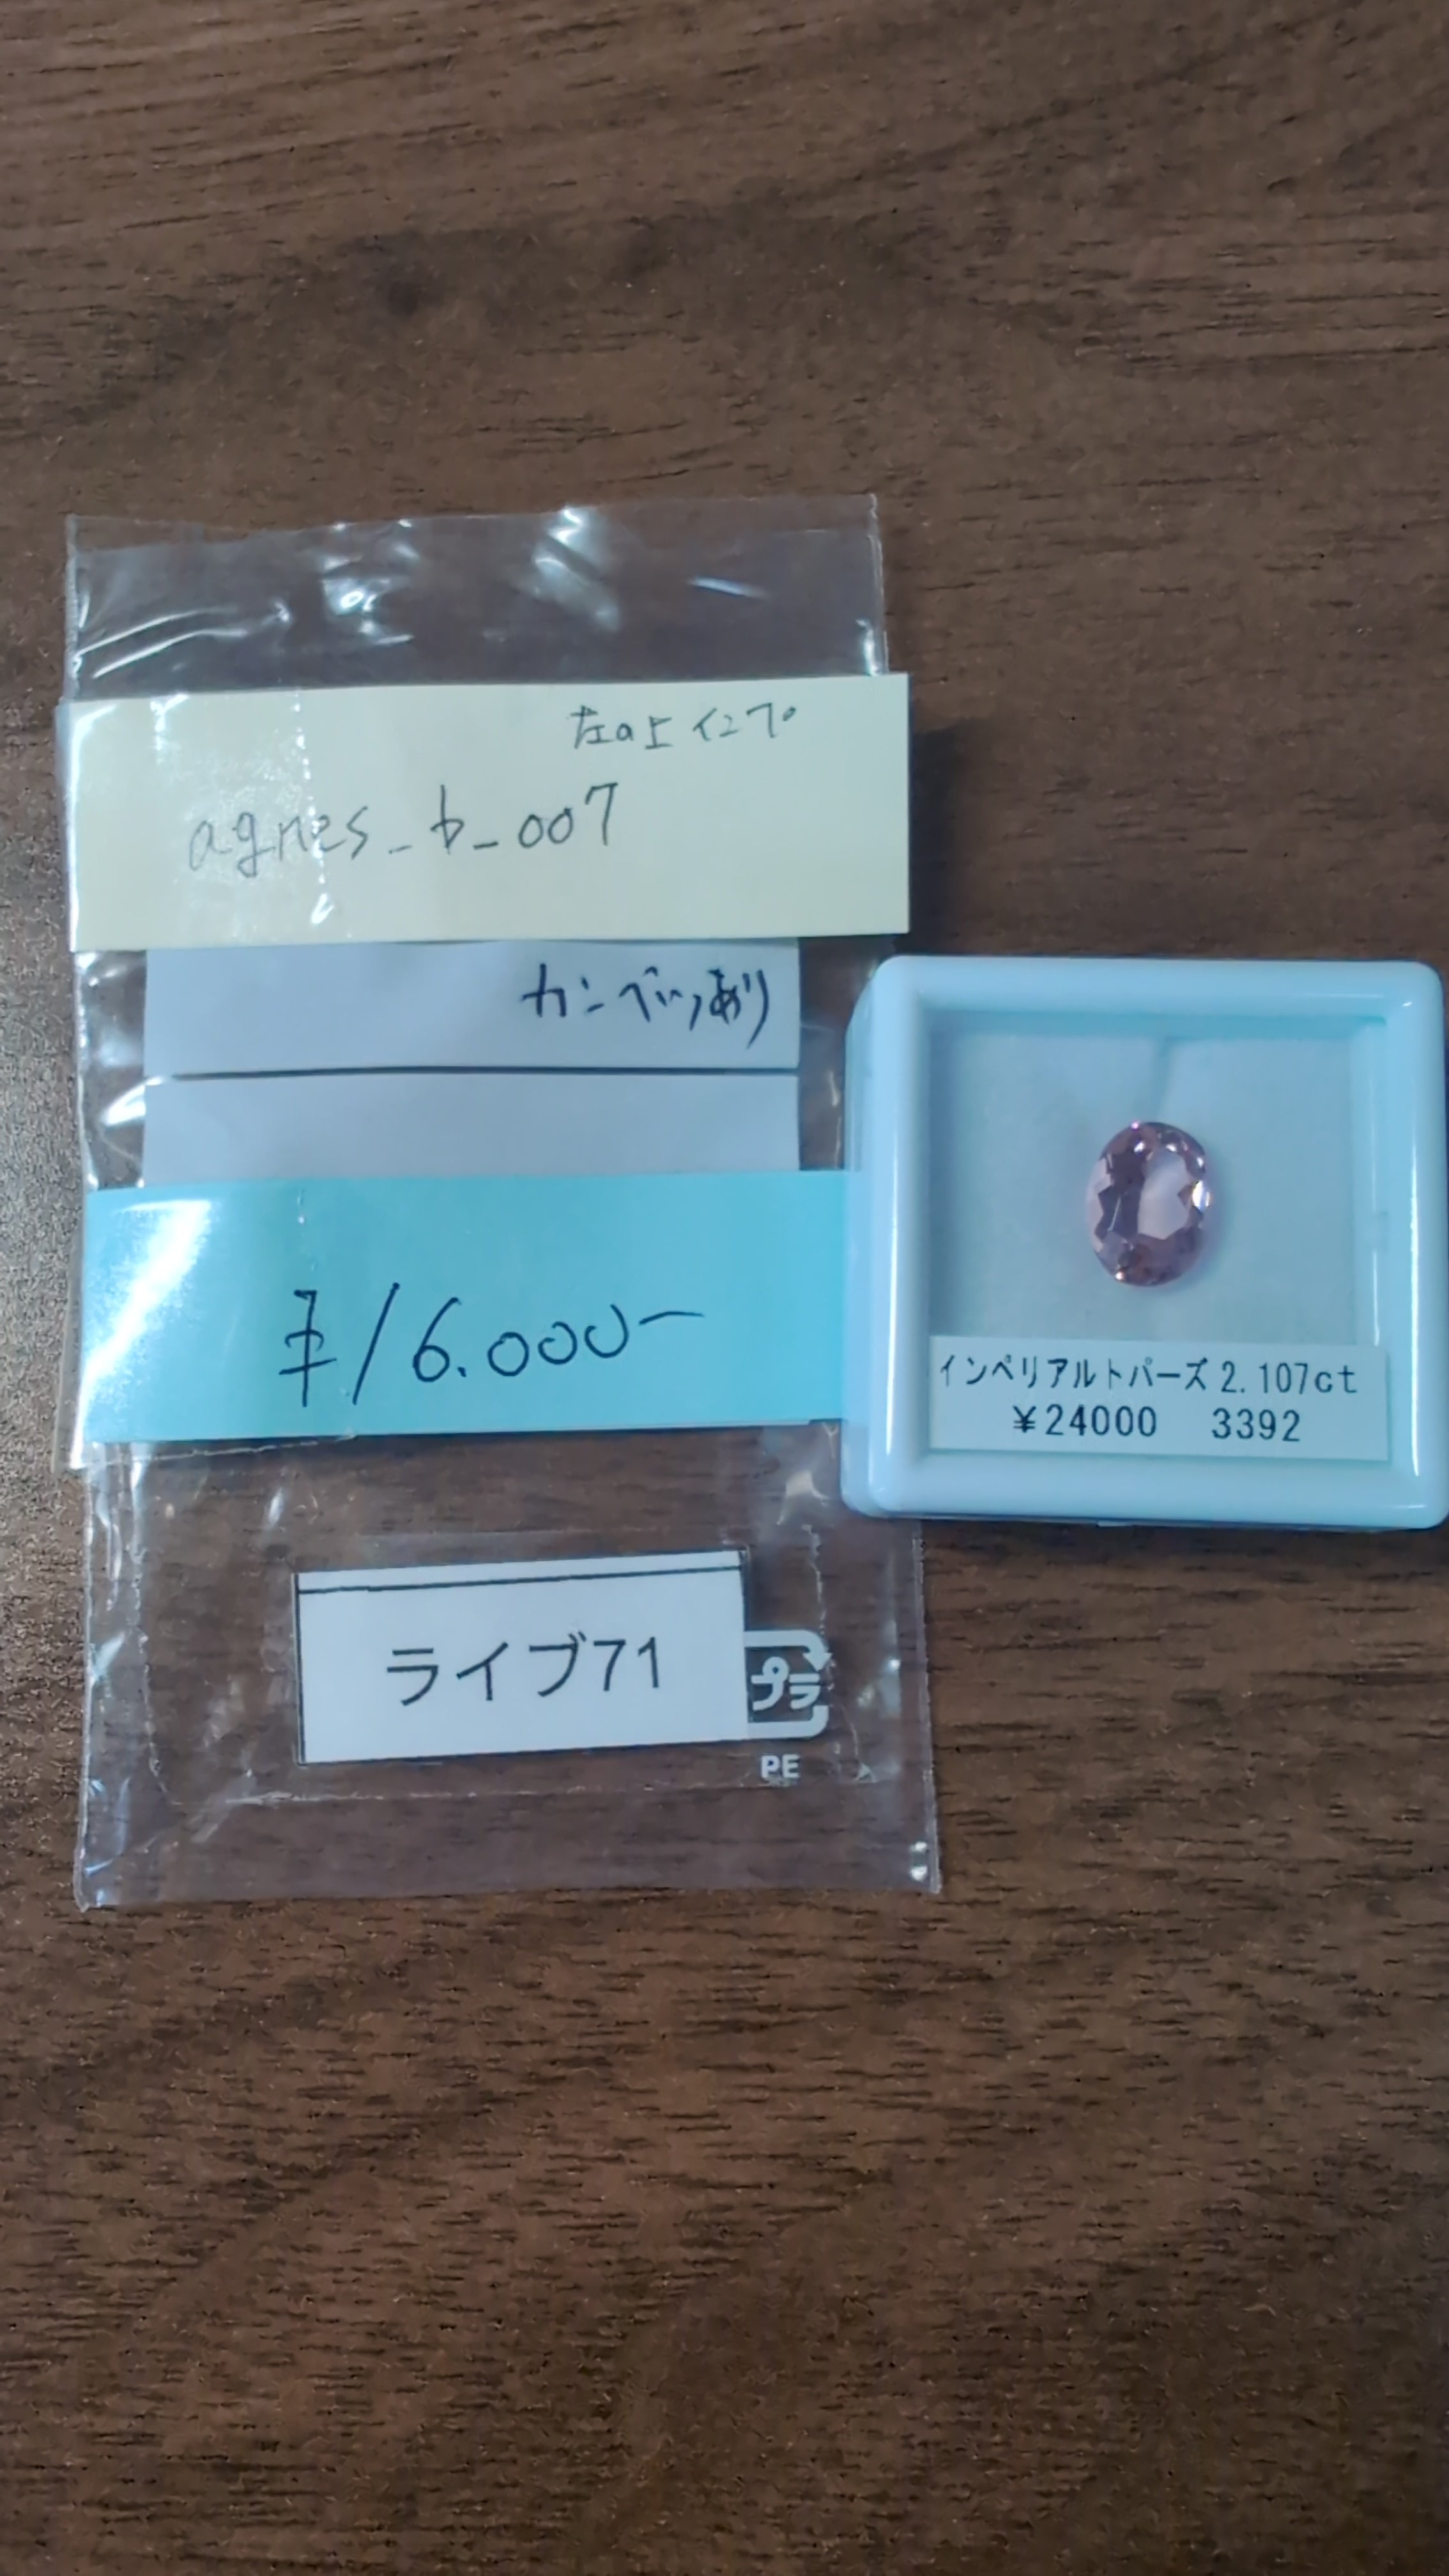 左の上 インプ
agnes_b_007
カンベツあり
¥16.000-
インペリアルトパーズ 2.107ct
¥24000 3392
ライブ71
プラ
PE